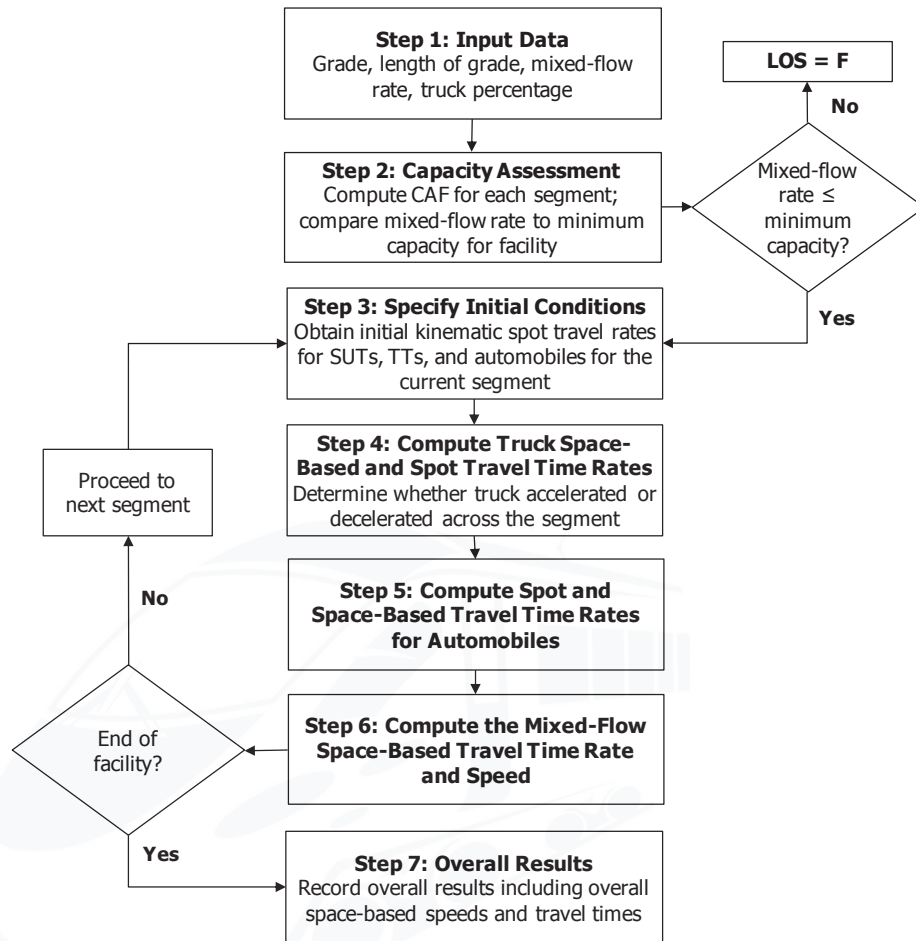 Step 1: Input Data
Grade, length of grade, mixed-flow
rate, truck percentage
LOS = F
No
Step 2: Capacity Assessment
Compute CAF for each segment;
compare mixed-flow rate to minimum
capacity for facility
Mixed-flow
rate ≤
minimum
capacity?
Yes
Step 3: Specify Initial Conditions
Obtain initial kinematic spot travel rates
for SUTs, TTs, and automobiles for the
current segment
Step 4: Compute Truck Space-
Based and Spot Travel Time Rates
Determine whether truck accelerated or
decelerated across the segment
Proceed to
next segment
No
Step 5: Compute Spot and
Space-Based Travel Time Rates
for Automobiles
Step 6: Compute the Mixed-Flow
Space-Based Travel Time Rate
and Speed
End of
facility?
Yes
Step 7: Overall Results
Record overall results including overall
space-based speeds and travel times